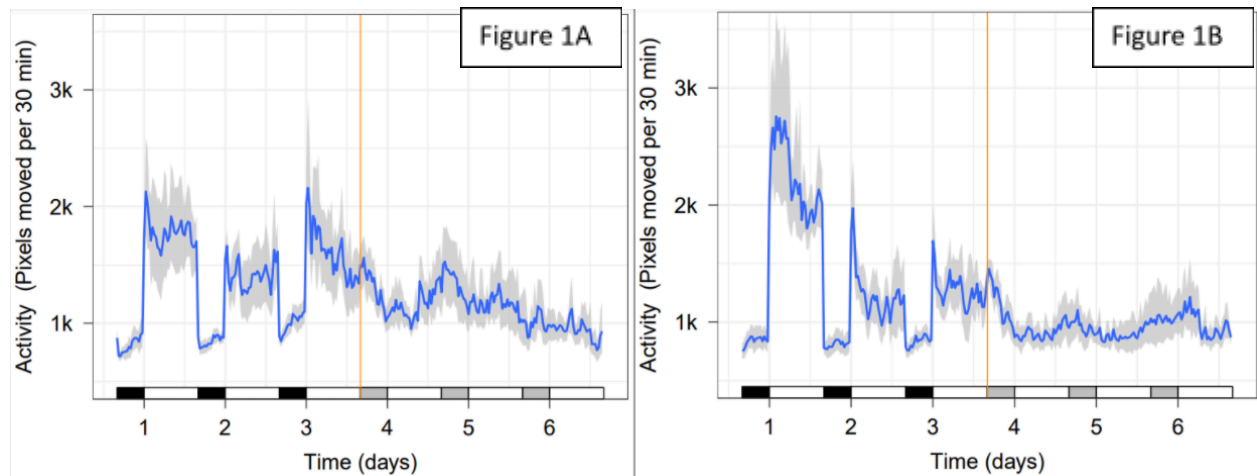 Figure 1A
Activity (Pixels moved per 30 min)
3k
2k
1k
1 2 3 4 5 6
Time (days)
Figure 1B
Activity (Pixels moved per 30 min)
3k
2k
1k
1 2 3 4 5 6
Time (days)